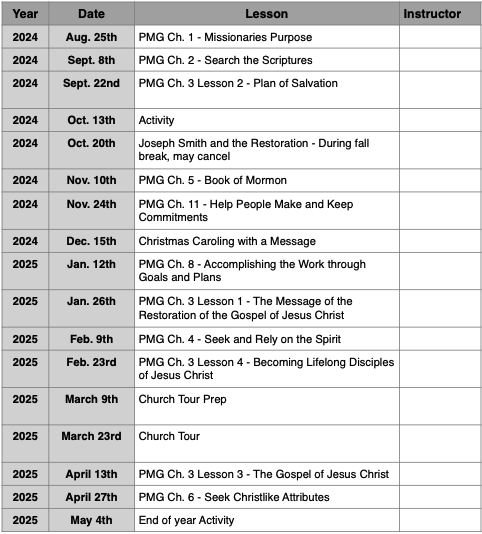 Year Date Lesson Instructor
2024 Aug. 25th PMG Ch. 1 - Missionaries Purpose
2024 Sept. 8th PMG Ch. 2 - Search the Scriptures
2024 Sept. 22nd PMG Ch. 3 Lesson 2 - Plan of Salvation
2024 Oct. 13th Activity
2024 Oct. 20th Joseph Smith and the Restoration - During fall
break, may cancel
2024 Nov. 10th PMG Ch. 5 - Book of Mormon
2024 Nov. 24th PMG Ch. 11 - Help People Make and Keep
Commitments
2024 Dec. 15th Christmas Caroling with a Message
2025 Jan. 12th PMG Ch. 8 - Accomplishing the Work through
Goals and Plans
2025 Jan. 26th PMG Ch. 3 Lesson 1 - The Message of the
Restoration of the Gospel of Jesus Christ
2025 Feb. 9th PMG Ch. 4 - Seek and Rely on the Spirit
2025 Feb. 23rd PMG Ch. 3 Lesson 4 - Becoming Lifelong Disciples
of Jesus Christ
2025 March 9th Church Tour Prep
2025 March 23rd Church Tour
2025 April 13th PMG Ch. 3 Lesson 3 - The Gospel of Jesus Christ
2025 April 27th PMG Ch. 6 - Seek Christlike Attributes
2025 May 4th End of year Activity